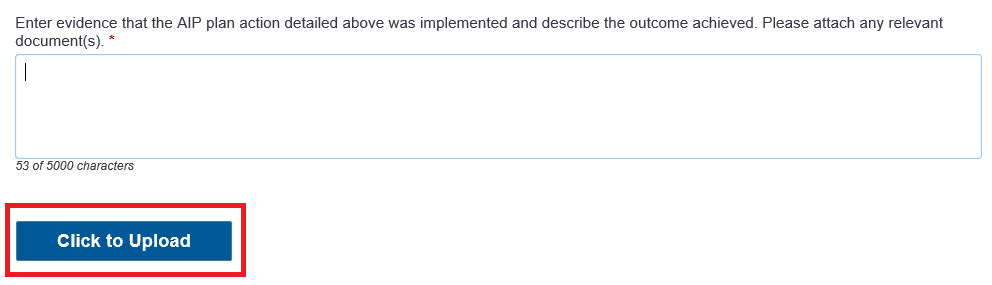 Enter evidence that the AIP plan action detailed above was implemented and describe the outcome achieved. Please attach any relevant
document(s). *
53 of 5000 characters
Click to Upload